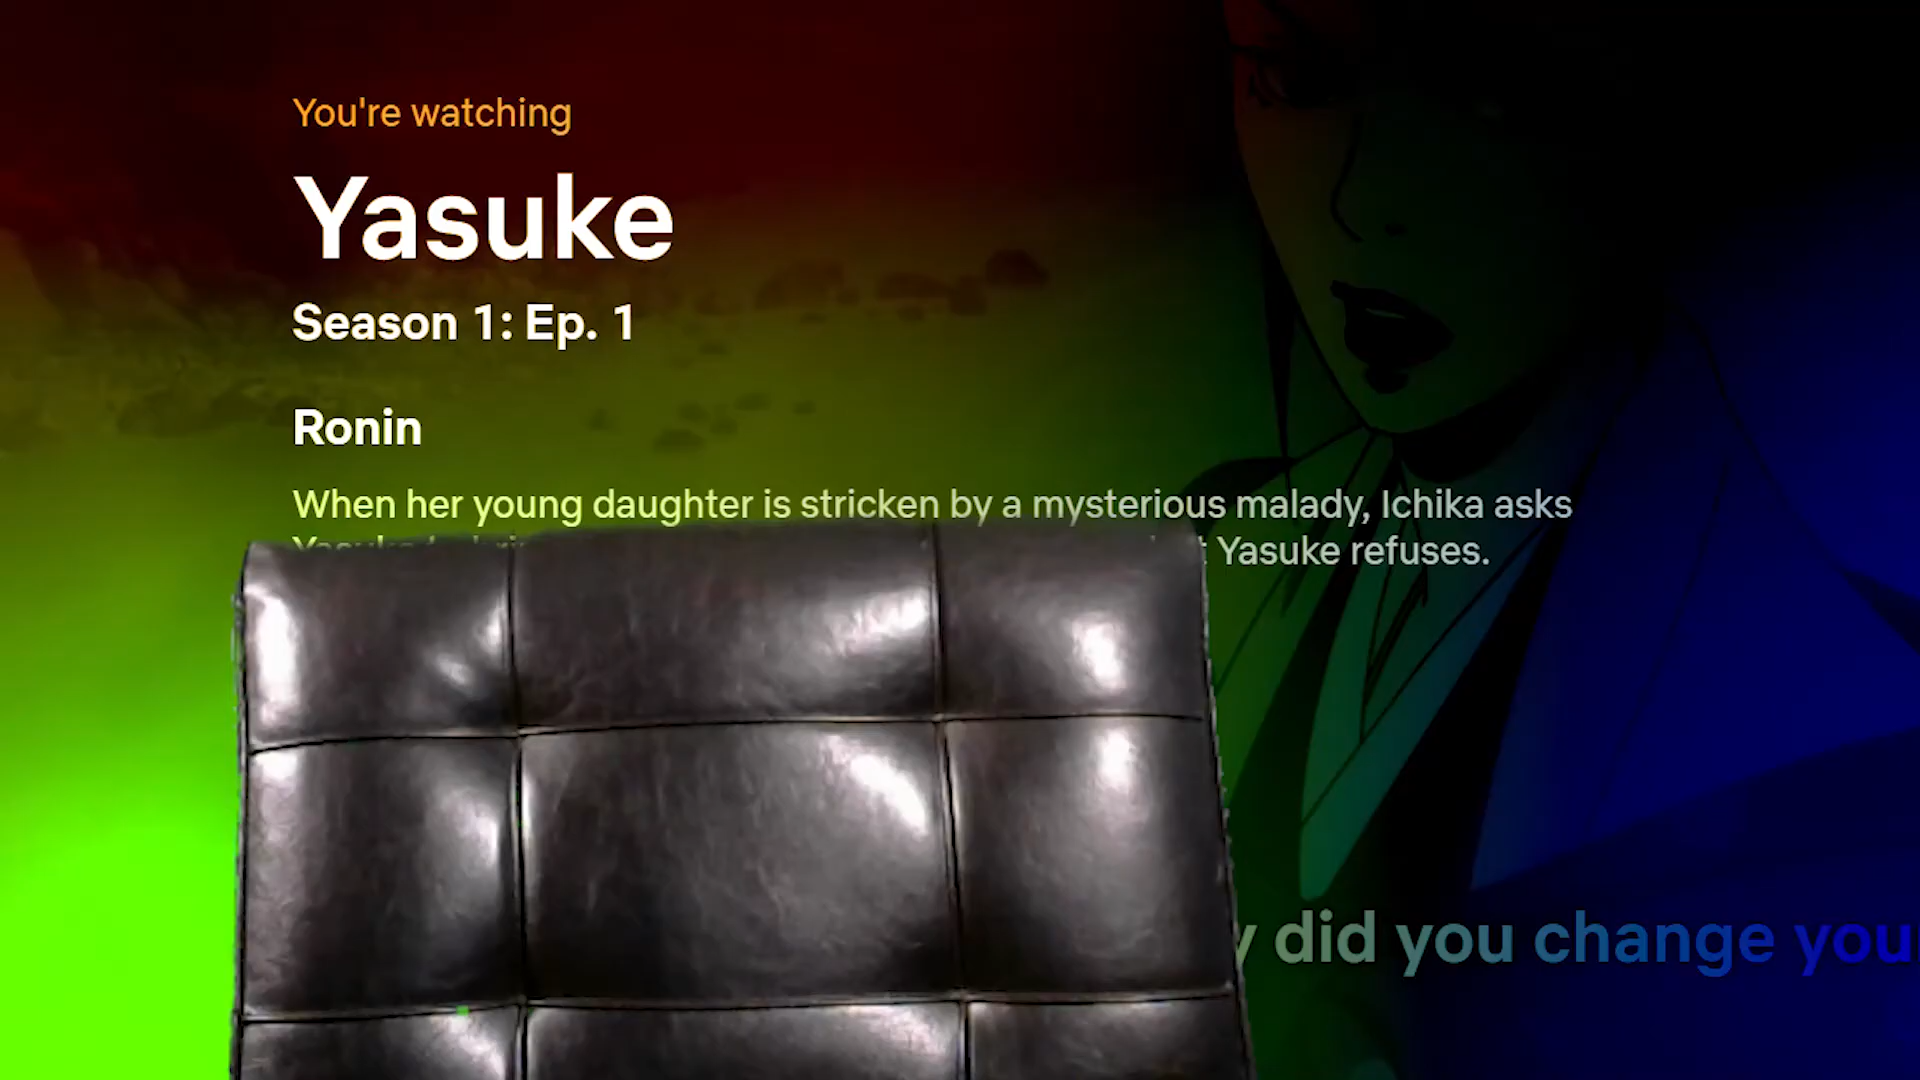 You're watching
Yasuke
Season 1: Ep. 1
Ronin
When her young daughter is stricken by a mysterious malady, Ichika asks
Yasuke refuses.
did you change